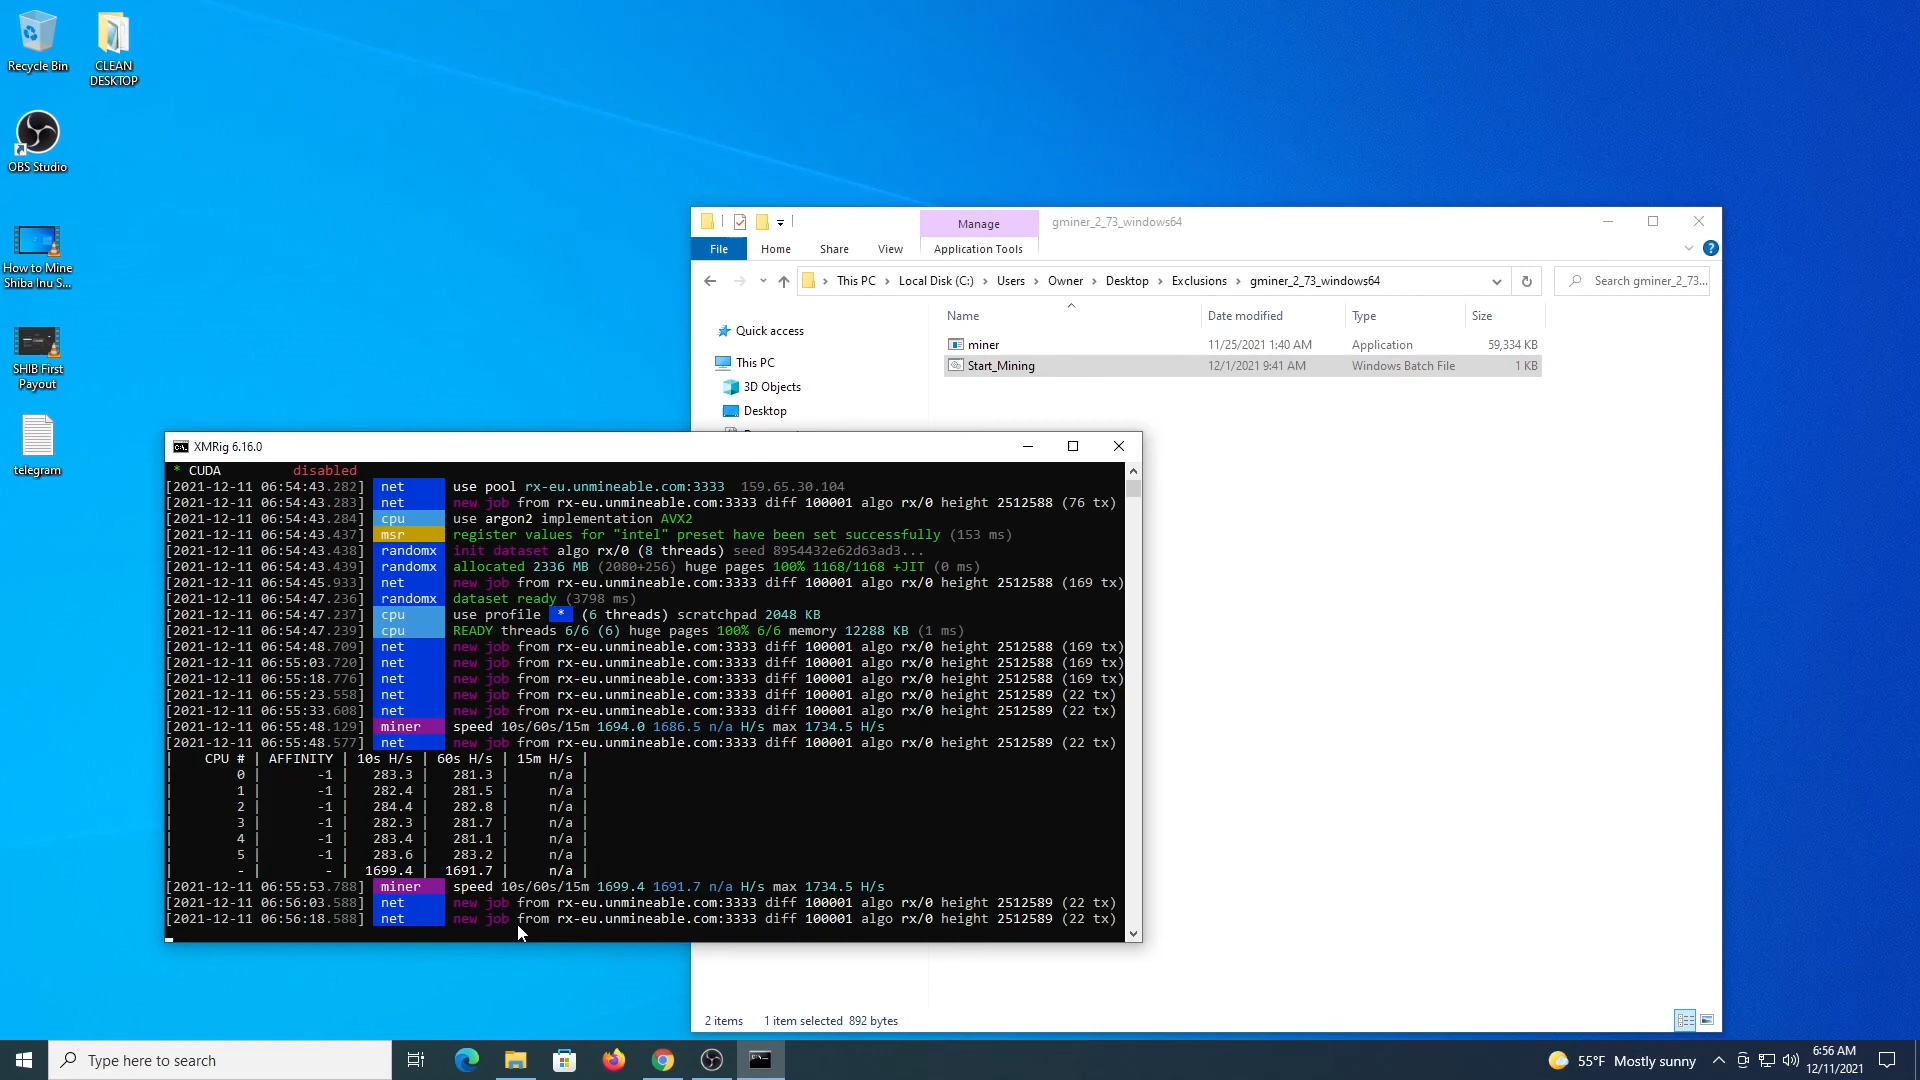 Recycle Bin
CLEAN
DESKTOP
OBS Studio
How to Mine
Shiba Inu S...
SHIB First
Payout
telegram
Manage
gminer_2_73_windows64
File
Home
Share
View
Application Tools
This PC
Local Disk (C:)
Users
Owner
Desktop
Exclusions
gminer_2_73_windows64
Search gminer_2_73...
Name
Date modified
Type
Size
Quick access
miner
11/25/2021 1:40 AM
Application
59,334 KB
Start_Mining
12/1/2021 9:41 AM
Windows Batch File
1 KB
This PC
3D Objects
Desktop
XMRig 6.16.0
* CUDA disabled
[2021-12-11 06:54:43.282] net use pool rx-eu.unmineable.com:3333 159.65.30.104
[2021-12-11 06:54:43.283] net new job from rx-eu.unmineable.com:3333 diff 100001 algo rx/0 height 2512588 (76 tx)
[2021-12-11 06:54:43.284] cpu use argon2 implementation AVX2
[2021-12-11 06:54:43.437] msr register values for "intel" preset have been set successfully (153 ms)
[2021-12-11 06:54:43.438] randomx init dataset algo rx/0 (8 threads) seed 8954432e62d63ad3...
[2021-12-11 06:54:43.439] randomx allocated 2336 MB (2080+256) huge pages 100% 1168/1168 +JIT (0 ms)
[2021-12-11 06:54:45.933] net new job from rx-eu.unmineable.com:3333 diff 100001 algo rx/0 height 2512588 (169 tx)
[2021-12-11 06:54:47.236] randomx dataset ready (3798 ms)
[2021-12-11 06:54:47.237] cpu use profile * (6 threads) scratchpad 2048 KB
[2021-12-11 06:54:47.239] cpu READY threads 6/6 (6) huge pages 100% 6/6 memory 12288 KB (1 ms)
[2021-12-11 06:54:48.709] net new job from rx-eu.unmineable.com:3333 diff 100001 algo rx/0 height 2512588 (169 tx)
[2021-12-11 06:55:03.720] net new job from rx-eu.unmineable.com:3333 diff 100001 algo rx/0 height 2512588 (169 tx)
[2021-12-11 06:55:18.776] net new job from rx-eu.unmineable.com:3333 diff 100001 algo rx/0 height 2512588 (169 tx)
[2021-12-11 06:55:23.558] net new job from rx-eu.unmineable.com:3333 diff 100001 algo rx/0 height 2512589 (22 tx)
[2021-12-11 06:55:33.608] net new job from rx-eu.unmineable.com:3333 diff 100001 algo rx/0 height 2512589 (22 tx)
[2021-12-11 06:55:48.129] miner speed 10s/60s/15m 1694.0 1686.5 n/a H/s max 1734.5 H/s
[2021-12-11 06:55:48.577] net new job from rx-eu.unmineable.com:3333 diff 100001 algo rx/0 height 2512589 (22 tx)
| CPU # | AFFINITY | 10s H/s | 60s H/s | 15m H/s |
| 0 | -1 | 283.3 | 281.3 | n/a |
| 1 | -1 | 282.4 | 281.5 | n/a |
| 2 | -1 | 284.4 | 282.8 | n/a |
| 3 | -1 | 282.3 | 281.7 | n/a |
| 4 | -1 | 283.4 | 281.1 | n/a |
| 5 | -1 | 283.6 | 283.2 | n/a |
| - | - | 1699.4 | 1691.7 | n/a |
[2021-12-11 06:55:53.788] miner speed 10s/60s/15m 1699.4 1691.7 n/a H/s max 1734.5 H/s
[2021-12-11 06:56:03.588] net new job from rx-eu.unmineable.com:3333 diff 100001 algo rx/0 height 2512589 (22 tx)
[2021-12-11 06:56:18.588] net new job from rx-eu.unmineable.com:3333 diff 100001 algo rx/0 height 2512589 (22 tx)
2 items
1 item selected 892 bytes
Type here to search
55°F Mostly sunny
6:56 AM
12/11/2021